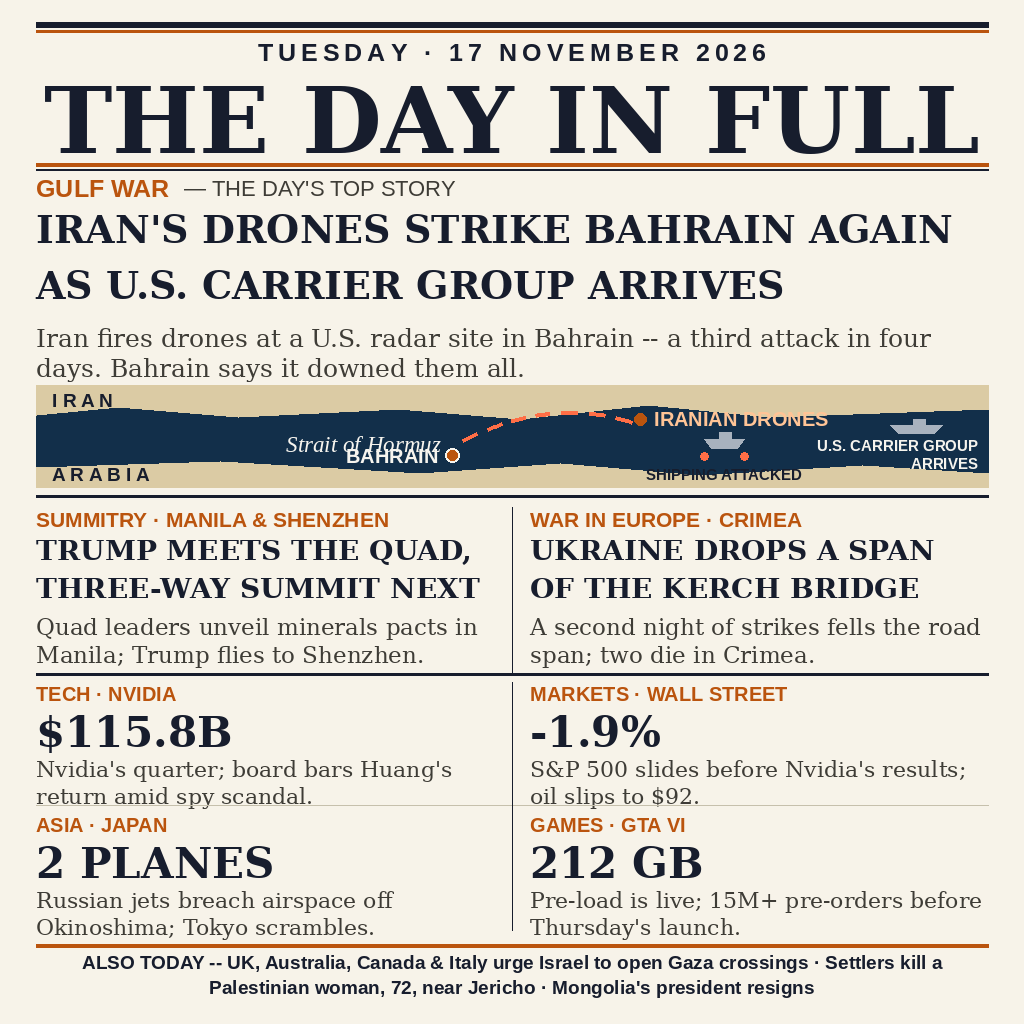 TUESDAY · 17 NOVEMBER 2026
THE DAY IN FULL
GULF WAR — THE DAY'S TOP STORY
IRAN'S DRONES STRIKE BAHRAIN AGAIN
AS U.S. CARRIER GROUP ARRIVES
Iran fires drones at a U.S. radar site in Bahrain -- a third attack in four
days. Bahrain says it downed them all.
IRAN
IRANIAN DRONES
Strait of Hormuz
BAHRAIN
U.S. CARRIER GROUP
ARRIVES
ARABIA
SHIPPING ATTACKED
SUMMITRY · MANILA & SHENZHEN
TRUMP MEETS THE QUAD,
THREE-WAY SUMMIT NEXT
Quad leaders unveil minerals pacts in
Manila; Trump flies to Shenzhen.
WAR IN EUROPE · CRIMEA
UKRAINE DROPS A SPAN
OF THE KERCH BRIDGE
A second night of strikes fells the road
span; two die in Crimea.
TECH · NVIDIA
$115.8B
Nvidia's quarter; board bars Huang's
return amid spy scandal.
MARKETS · WALL STREET
-1.9%
S&P 500 slides before Nvidia's results;
oil slips to $92.
ASIA · JAPAN
2 PLANES
Russian jets breach airspace off
Okinoshima; Tokyo scrambles.
GAMES · GTA VI
212 GB
Pre-load is live; 15M+ pre-orders before
Thursday's launch.
ALSO TODAY -- UK, Australia, Canada & Italy urge Israel to open Gaza crossings · Settlers kill a
Palestinian woman, 72, near Jericho · Mongolia's president resigns